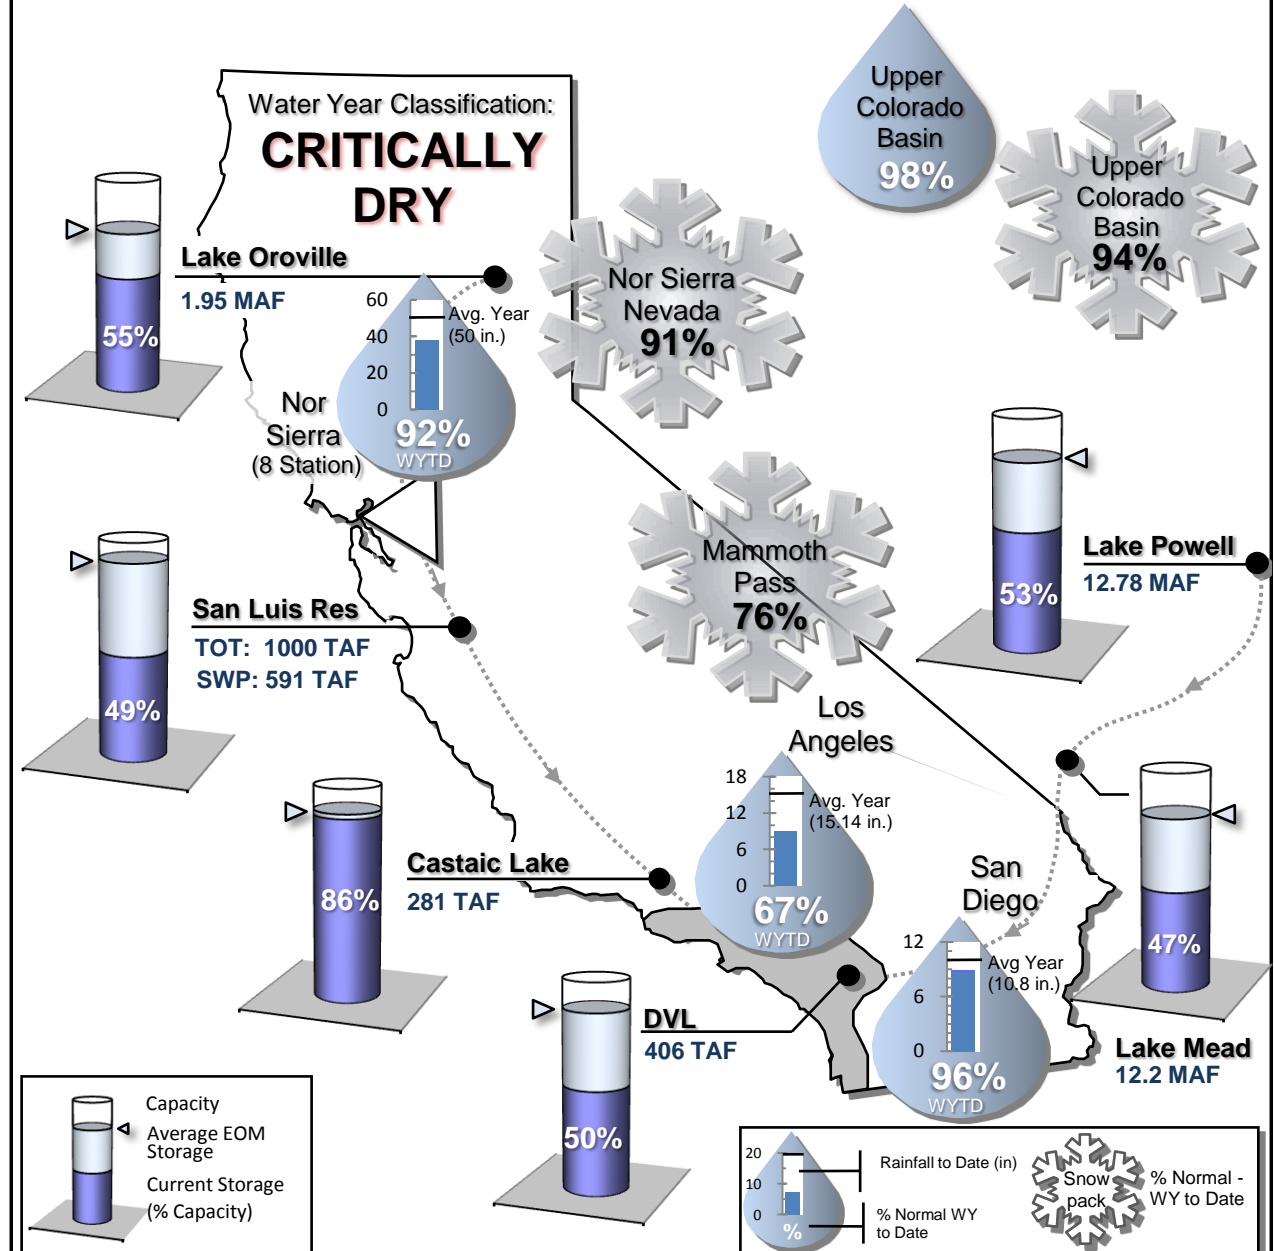 Water Year Classification:
CRITICALLY
DRY
Upper
Colorado
Basin
98%
Upper
Colorado
Basin
94%
Lake Oroville
1.95 MAF
55%
Nor Sierra
Nevada
91%
60
40
20
0
Avg. Year
(50 in.)
92%
WYTD
Nor
Sierra
(8 Station)
Mammoth
Pass
76%
Lake Powell
12.78 MAF
53%
San Luis Res
TOT: 1000 TAF
SWP: 591 TAF
49%
Los
Angeles
18
12
6
0
Avg. Year
(15.14 in.)
67%
WYTD
Castaic Lake
281 TAF
86%
San
Diego
12
6
0
Avg Year
(10.8 in.)
96%
WYTD
47%
Lake Mead
12.2 MAF
DVL
406 TAF
50%
Capacity
Average EOM
Storage
Current Storage
(% Capacity)
20
10
0
%
Rainfall to Date (in)
% Normal WY
to Date
Snow
pack
% Normal -
WY to Date